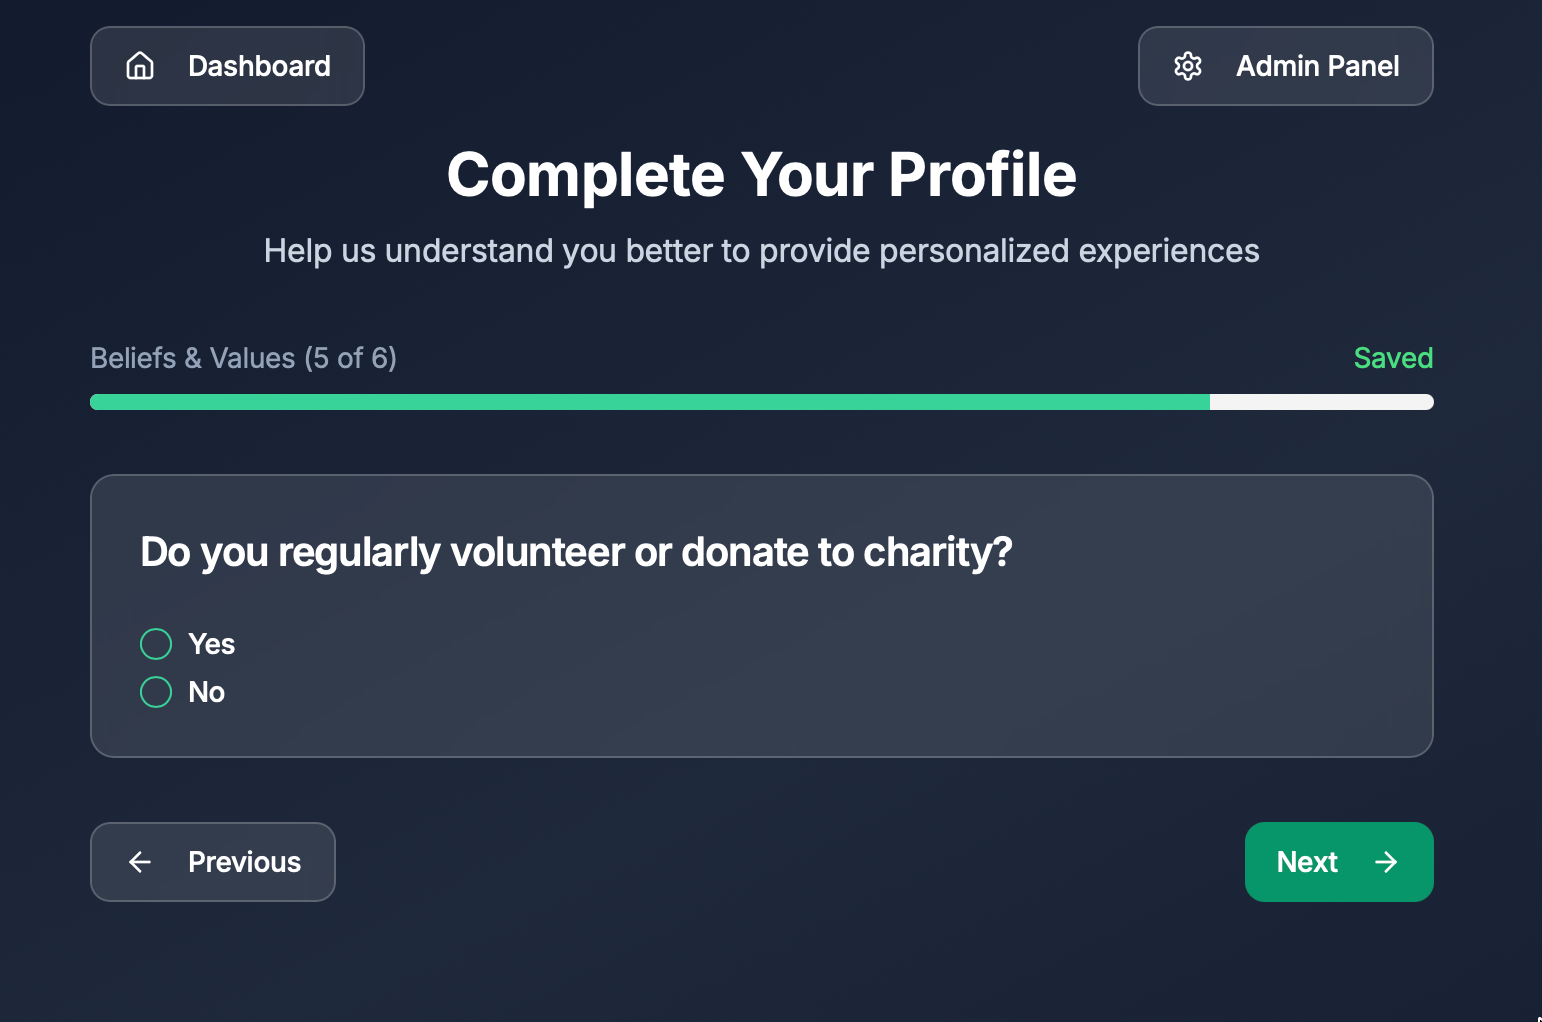 Dashboard
Admin Panel
Complete Your Profile
Help us understand you better to provide personalized experiences
Beliefs & Values (5 of 6)
Saved
Do you regularly volunteer or donate to charity?
Yes
No
Previous
Next